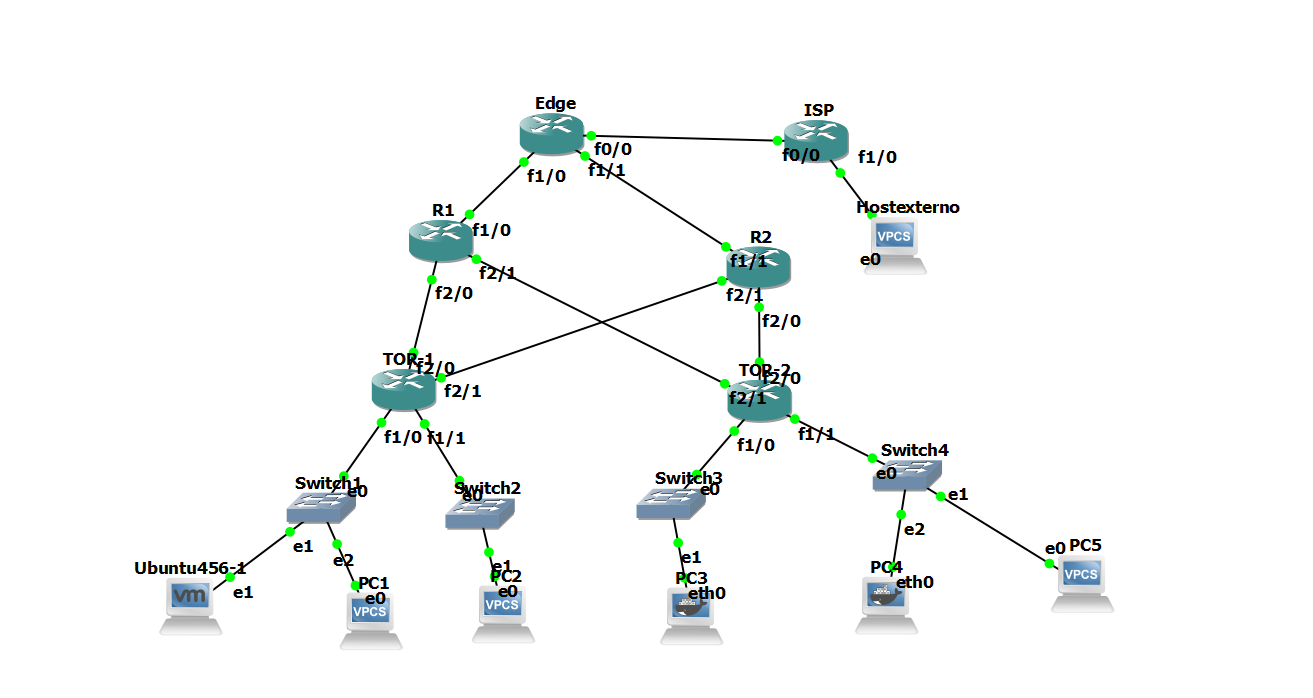 Edge
ISP
f0/0
f0/0
f1/0
f1/0
f1/1
R1
Hostexterno
f1/0
R2
VPCS
f1/1
e0
f2/1
f2/0
f2/1
f2/0
TOR-1
f2/0
TOR-2
f2/0
f2/1
f2/1
f1/0
f1/1
f1/0
f1/1
Switch4
Switch1
e0
Switch2
e0
Switch3
e0
e0
e1
e1
e2
e2
e1
e0
PC5
Ubuntu456-1
e1
PC1
e0
e1
PC2
e0
e1
PC3
eth0
PC4
eth0
vm
VPCS
VPCS
VPCS